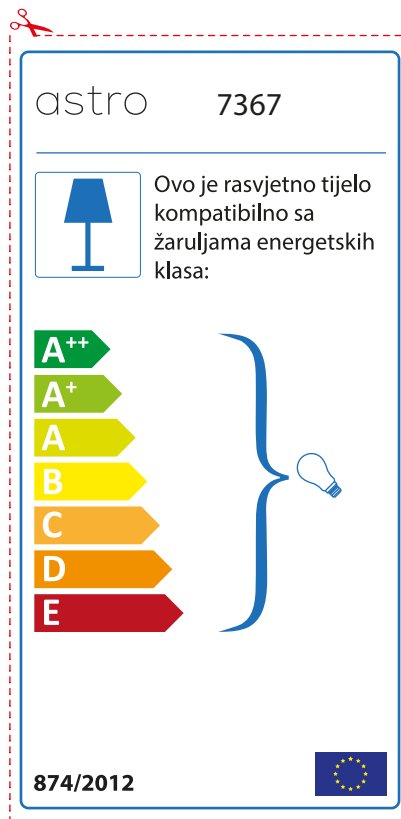 astro 7367
Ovo je rasvjetno tijelo
kompatibilno sa
žaruljama energetskih
klasa:
A++
A+
A
B
C
D
E
874/2012